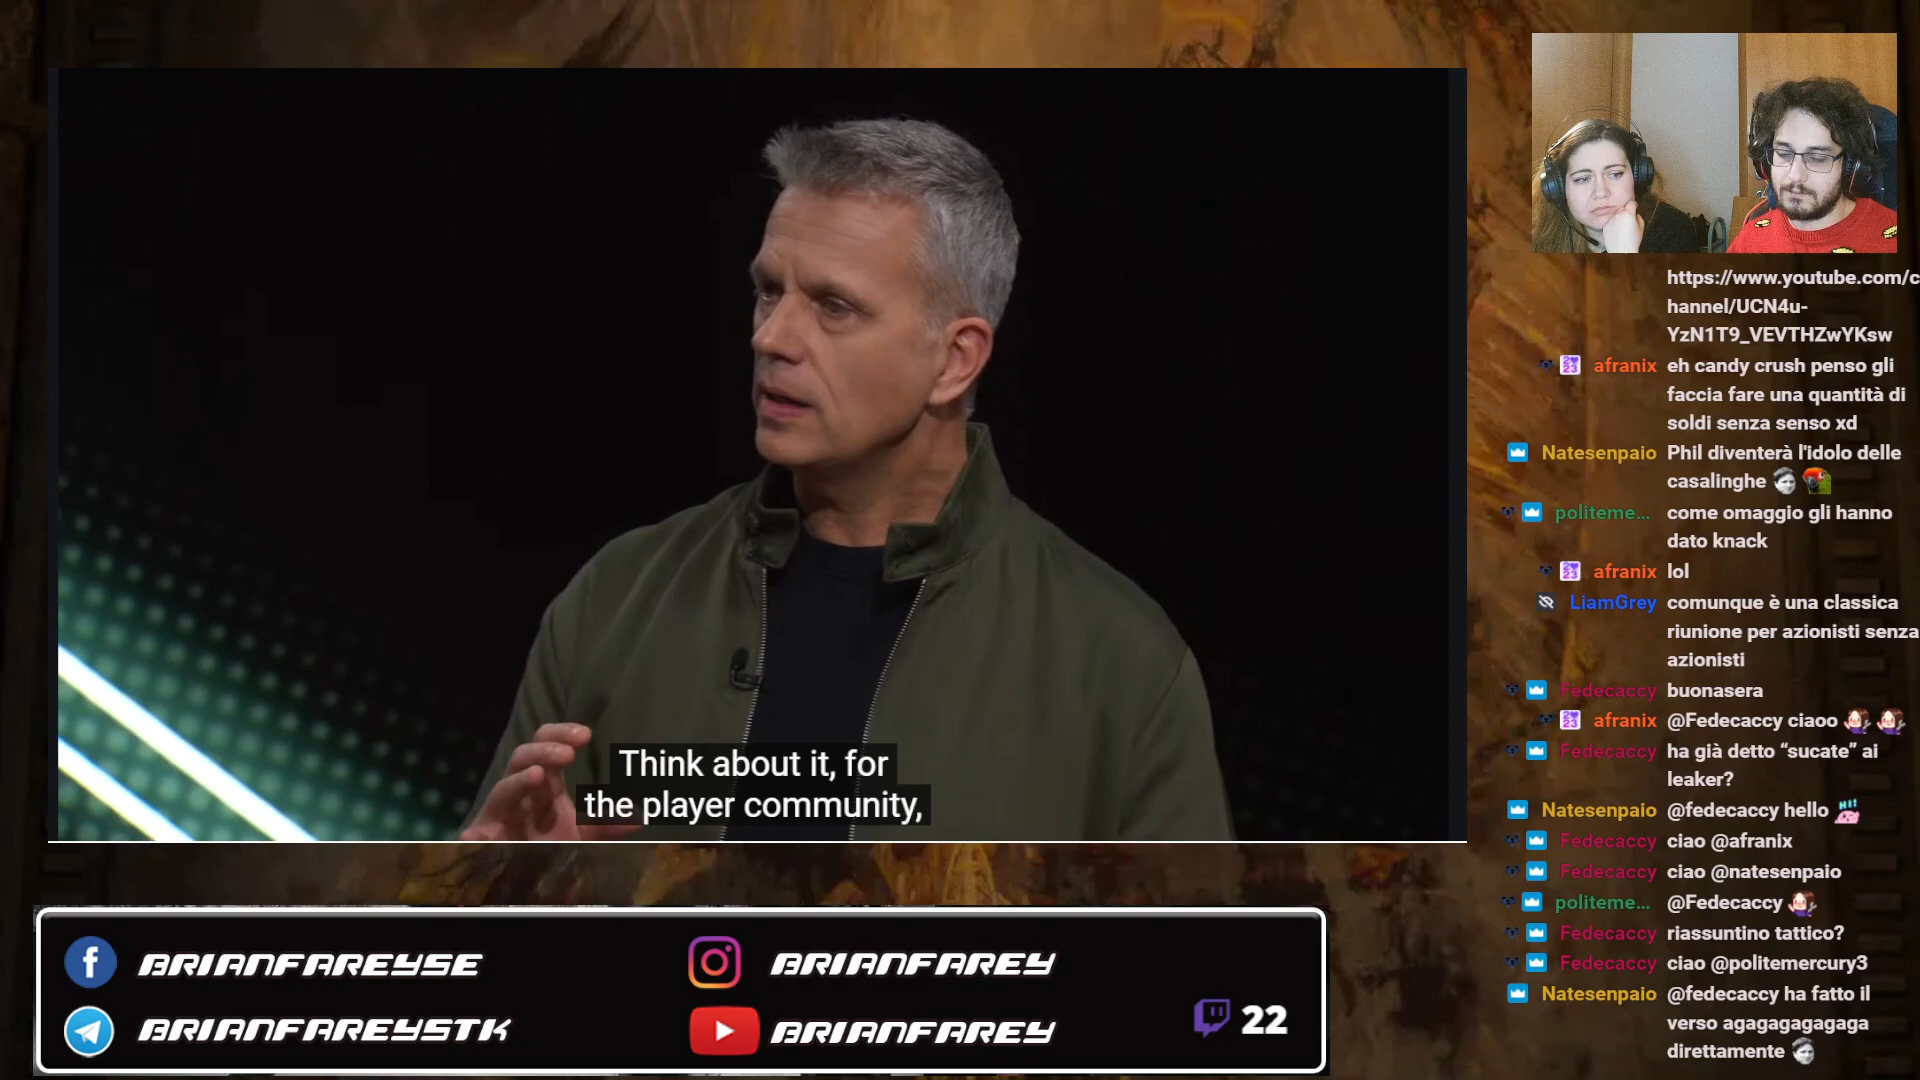 Think about it, for
the player community,
https://www.youtube.com/c
hannel/UCN4u-
YzN1T9_VEVTHZwYKsw
afranix eh candy crush penso gli
faccia fare una quantità di
soldi senza senso xd
Natesenpaio Phil diventerà l'idolo delle
casalinghe
politeme... come omaggio gli hanno
dato knack
afranix lol
LiamGrey comunque è una classica
riunione per azionisti senza
azionisti
Fedecaccy buonasera
afranix @Fedecaccy ciaoo
Fedecaccy ha già detto “sucate” ai
leaker?
Natesenpaio @fedecaccy hello HI!
Fedecaccy ciao @afranix
Fedecaccy ciao @natesenpaio
politeme... @Fedecaccy
Fedecaccy riassuntino tattico?
Fedecaccy ciao @politemercury3
Natesenpaio @fedecaccy ha fatto il
verso agagagagagaga
direttamente
BRIANFAREYSE
BRIANFAREY
BRIANFAREYSTK
BRIANFAREY
22